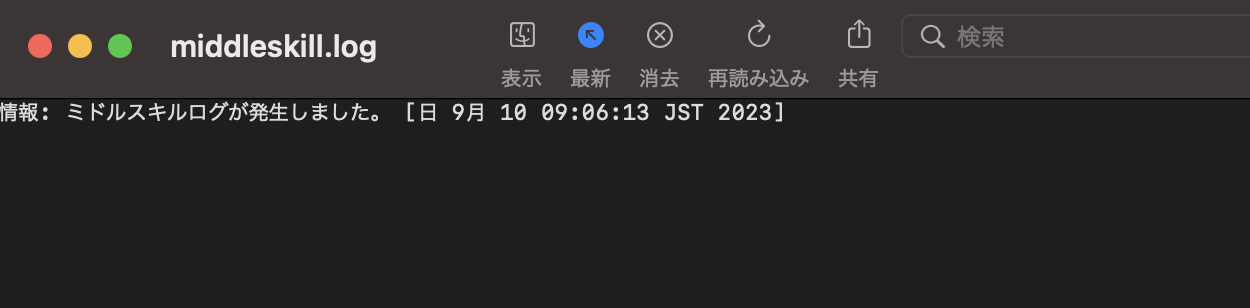 middleskill.log
表示
最新
消去
再読み込み
共有
検索
情報: ミドルスキルログが発生しました。 [日 9月 10 09:06:13 JST 2023]